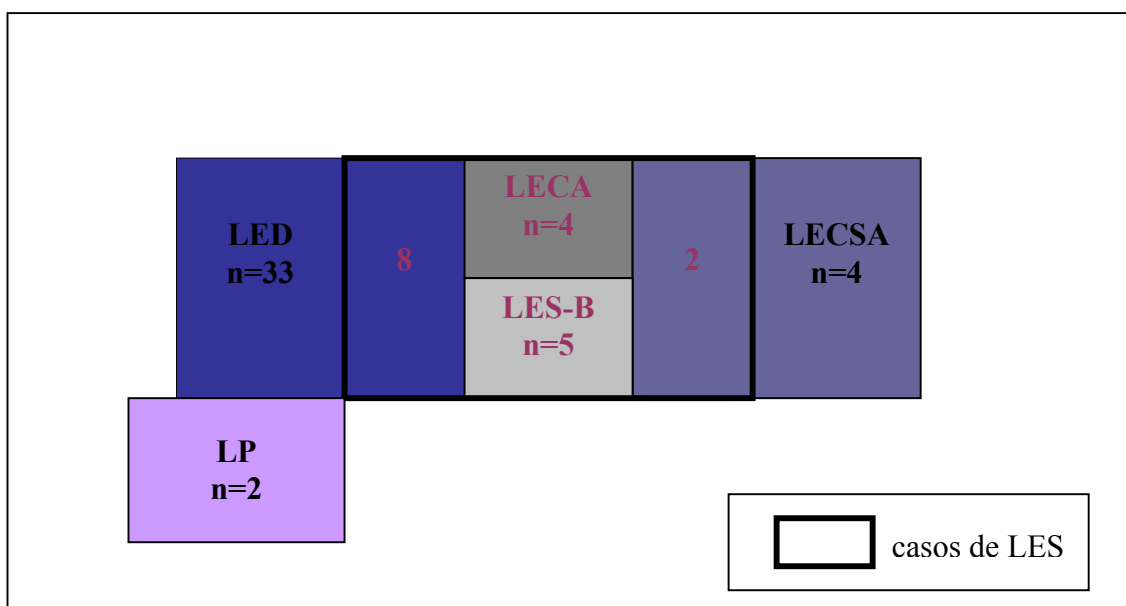 LED
n=33
8
LECA
n=4
LES-B
n=5
2
LECSA
n=4
LP
n=2
casos de LES